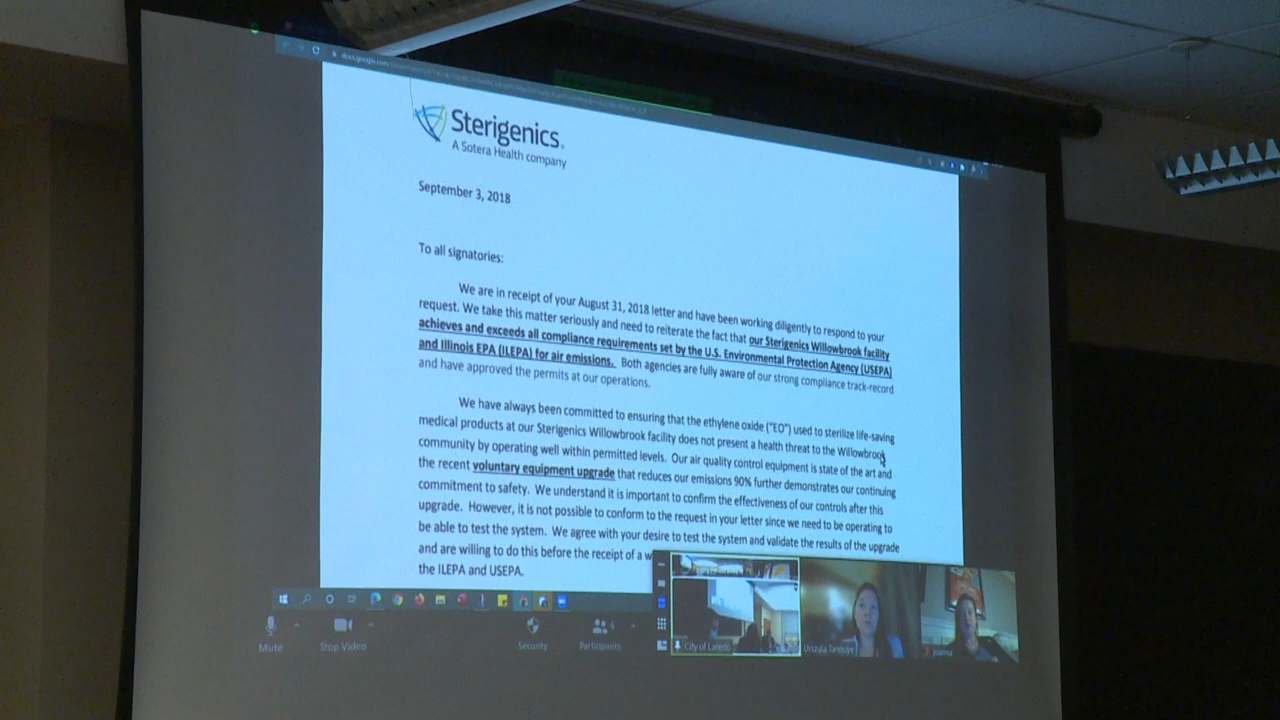 docs.google.com
Sterigenics.
A Sotera Health company
September 3, 2018
To all signatories:
We are in receipt of your August 31, 2018 letter and have been working diligently to respond to your
request. We take this matter seriously and need to reiterate the fact that our Sterigenics Willowbrook facility
achieves and exceeds all compliance requirements set by the U.S. Environmental Protection Agency (USEPA)
and Illinois EPA (ILEPA) for air emissions. Both agencies are fully aware of our strong compliance track-record
and have approved the permits at our operations.
We have always been committed to ensuring that the ethylene oxide ("EO") used to sterilize life-saving
medical products at our Sterigenics Willowbrook facility does not present a health threat to the Willowbrook
community by operating well within permitted levels. Our air quality control equipment is state of the art and
the recent voluntary equipment upgrade that reduces our emissions 90% further demonstrates our continuing
commitment to safety. We understand it is important to confirm the effectiveness of our controls after this
upgrade. However, it is not possible to conform to the request in your letter since we need to be operating to
be able to test the system. We agree with your desire to test the system and validate the results of the upgrade
and are willing to do this before the receipt of a w
the ILEPA and USEPA.
Mute
Stop Video
Security
Participants
6
City of Laredo
Urszula Tanouye
joanna